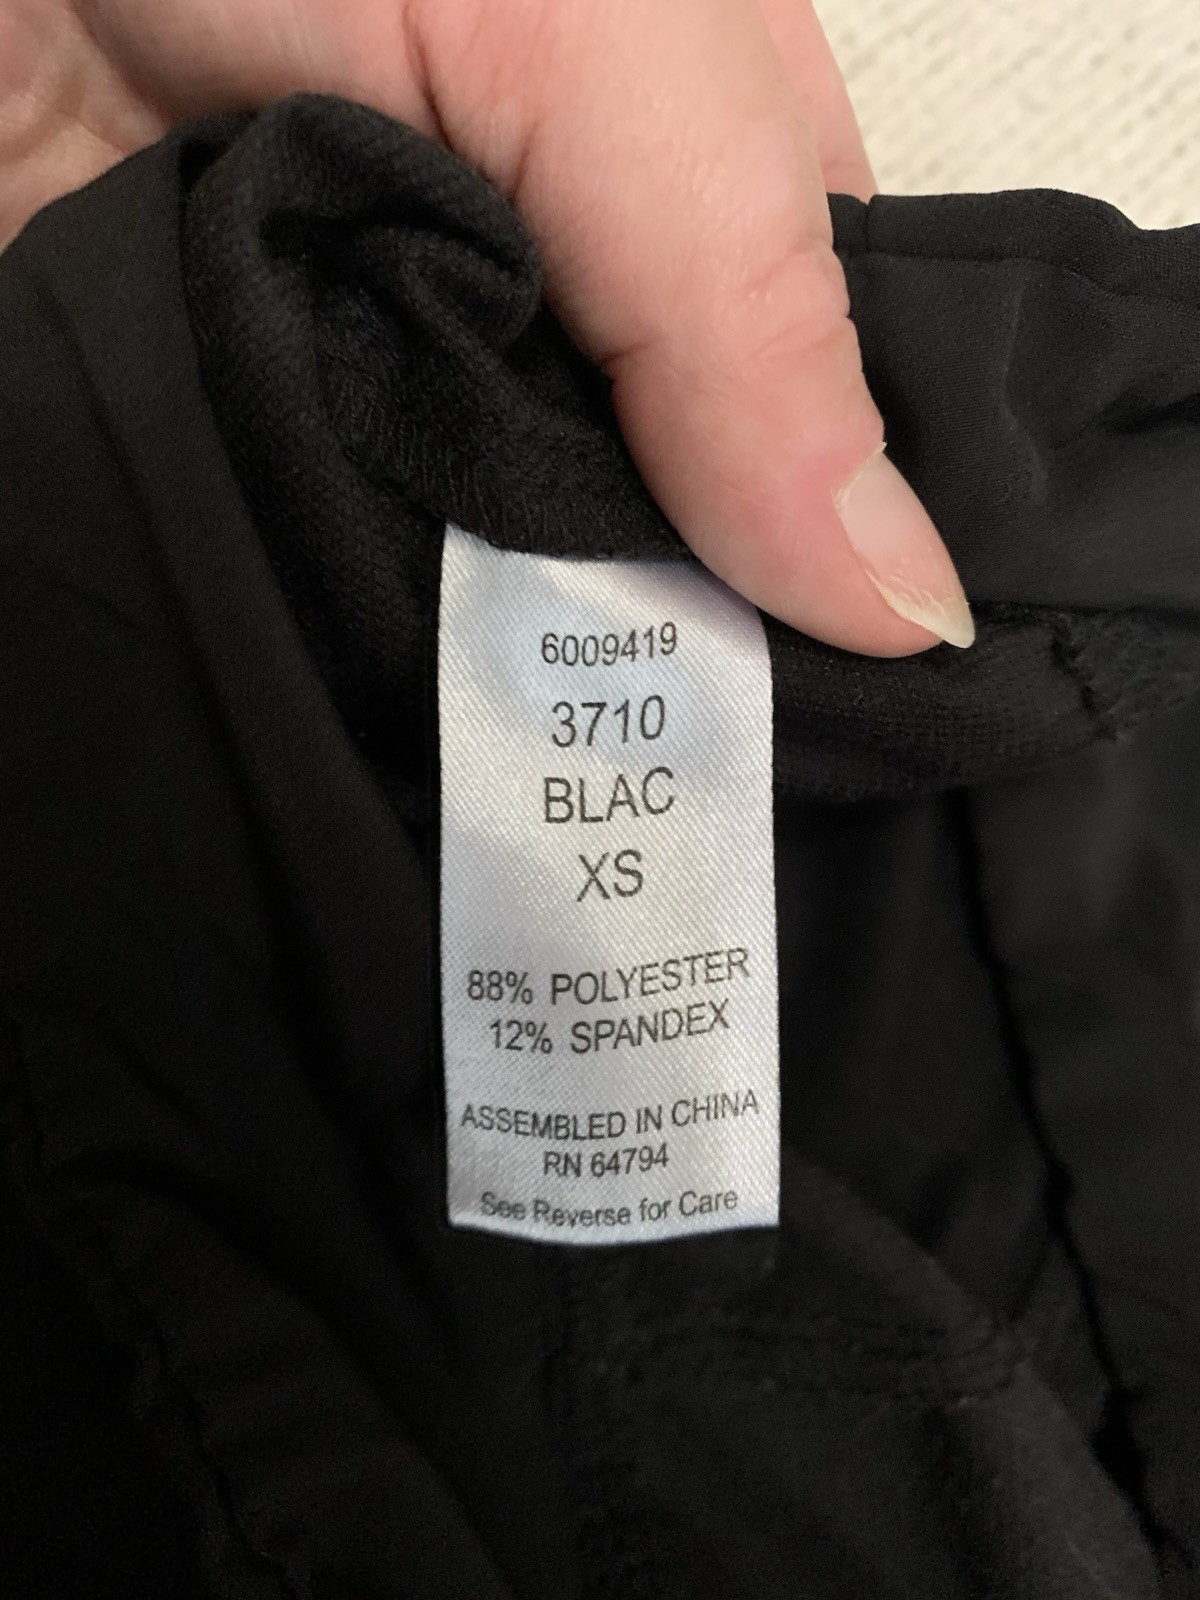 6009419
3710
BLAC
XS
88% POLYESTER
12% SPANDEX
ASSEMBLED IN CHINA
RN 64794
See Reverse for Care